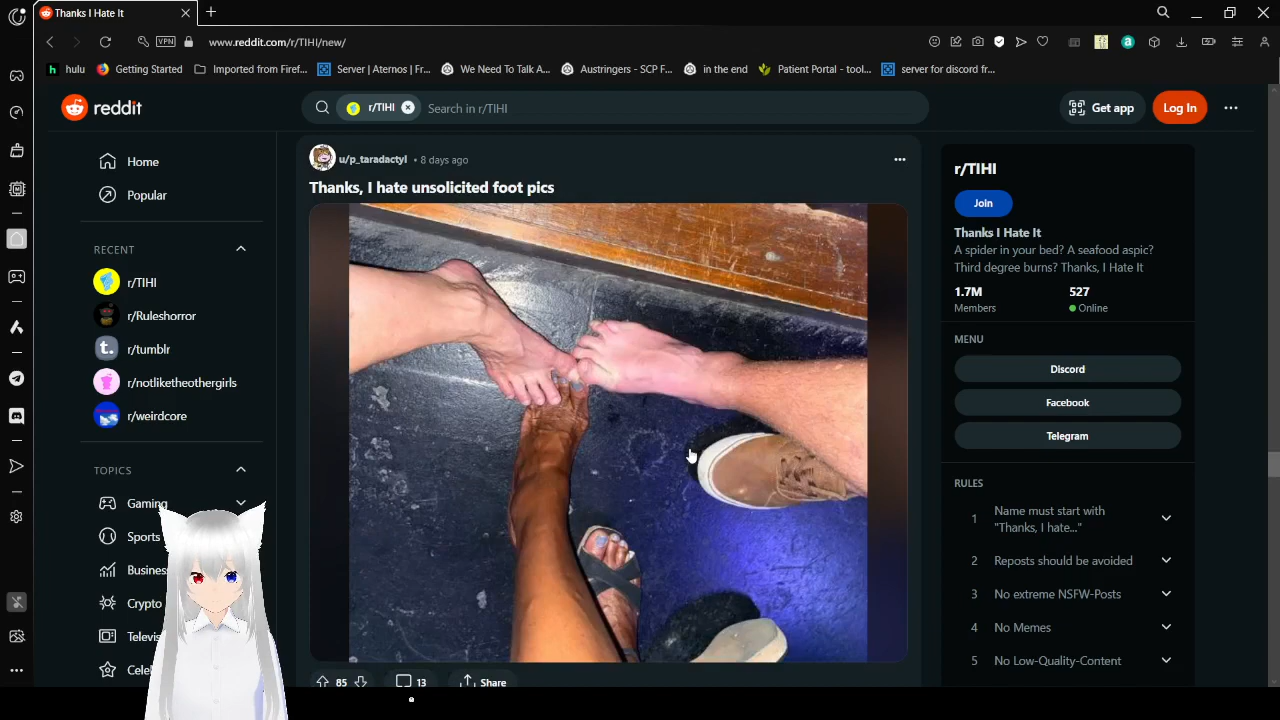 Thanks I Hate It
VPN
www.reddit.com/r/TIHI/new/
hulu
Getting Started
Imported from Firef...
Server | Aternos | Fr...
We Need To Talk A...
Austringers - SCP F...
in the end
Patient Portal - tool...
server for discord fr...
reddit
r/TIHI
Search in r/TIHI
Get app
Log In
Home
Popular
RECENT
r/TIHI
r/Ruleshorror
r/tumblr
r/notliketheothergirls
r/weirdcore
TOPICS
Gaming
Sports
Busines
Crypto
Televis
Celeb
u/p_taradactyl • 8 days ago
Thanks, I hate unsolicited foot pics
85
13
Share
r/TIHI
Join
Thanks I Hate It
A spider in your bed? A seafood aspic?
Third degree burns? Thanks, I Hate It
1.7M
527
Members
Online
MENU
Discord
Facebook
Telegram
RULES
1 Name must start with
"Thanks, I hate..."
2 Reposts should be avoided
3 No extreme NSFW-Posts
4 No Memes
5 No Low-Quality-Content